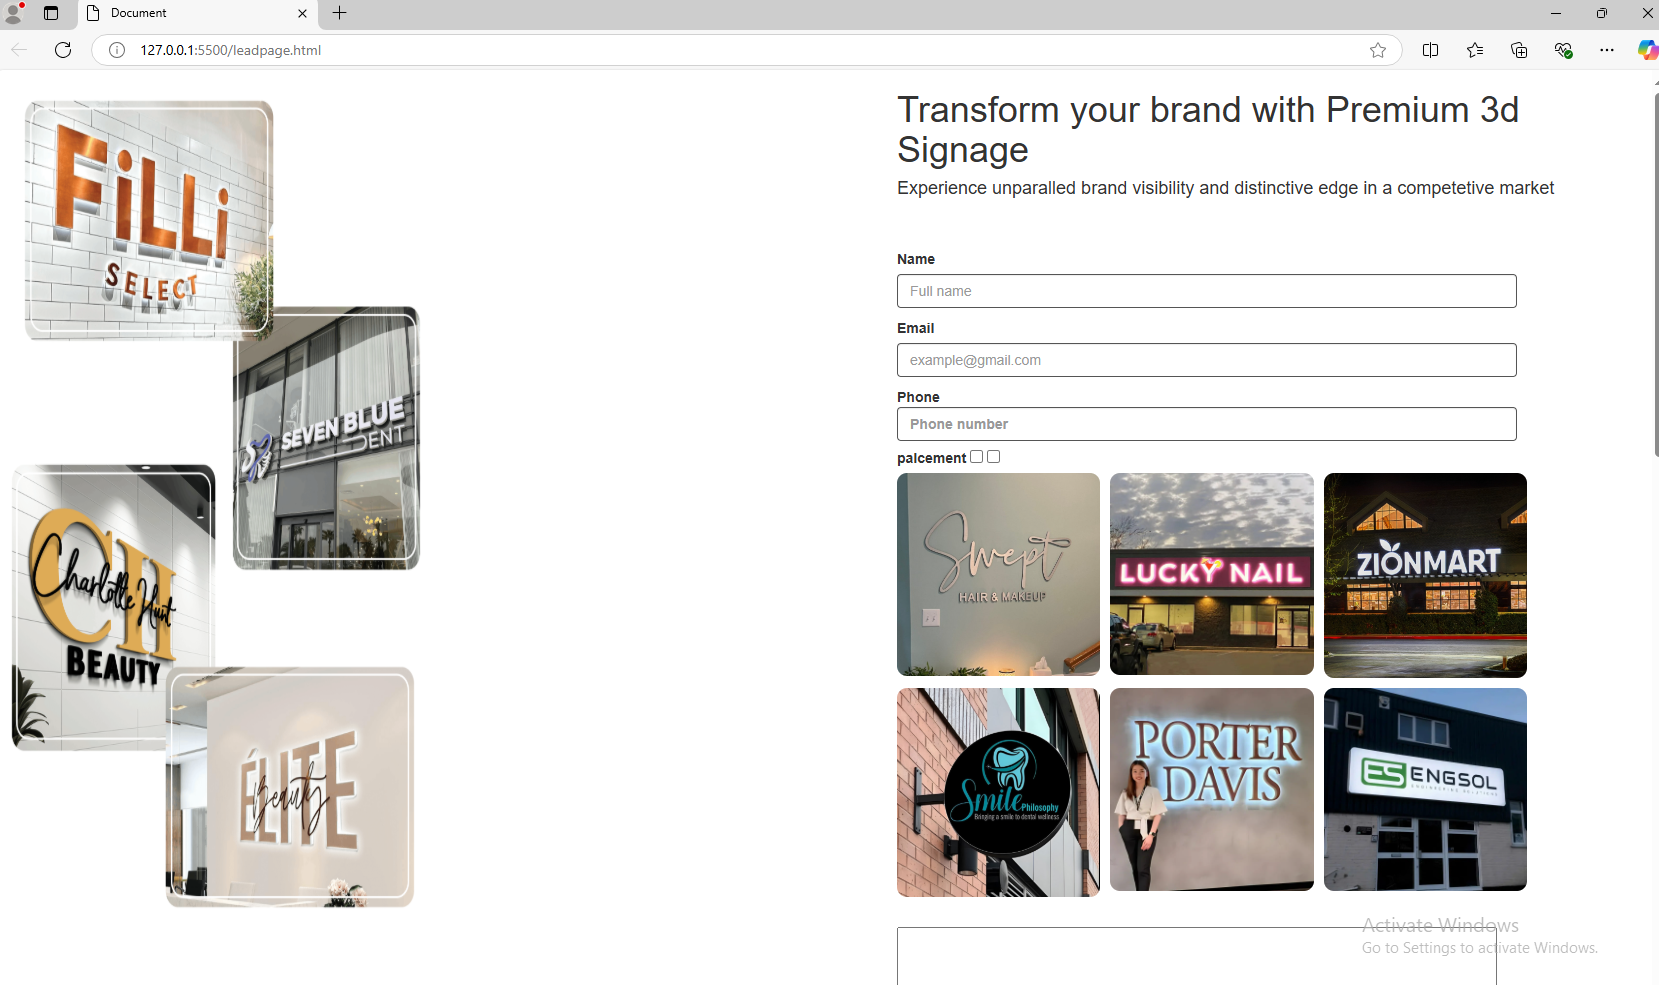 Document
127.0.0.1:5500/leadpage.html
FiLLi
SELECT
SEVEN BLUE
DENT
CH
Charlotte Hunt
BEAUTY
ÉLITE
Beauty
Transform your brand with Premium 3d
Signage
Experience unparalled brand visibility and distinctive edge in a competetive market
Name
Full name
Email
example@gmail.com
Phone
Phone number
palcement
Swept
HAIR & MAKEUP
LUCKY NAIL
ZIONMART
Smile Philosophy
Bringing a smile to dental wellness
PORTER
DAVIS
ES ENGSOL
Activate Windows
Go to Settings to activate Windows.